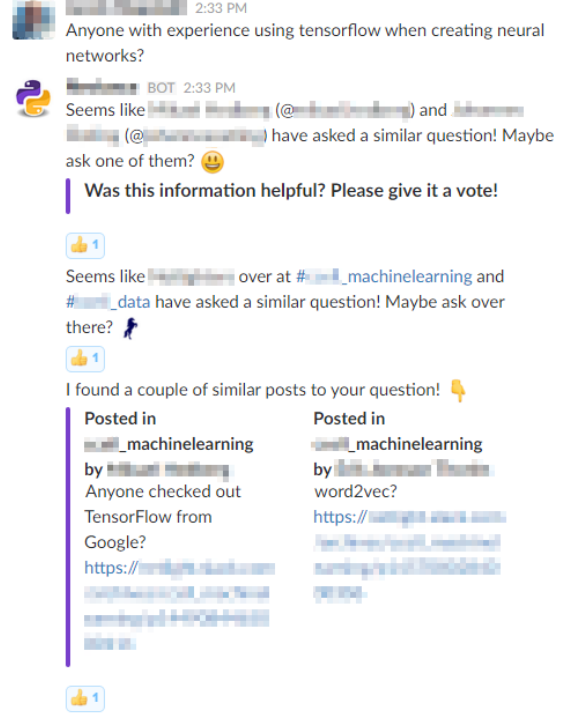 2:33 PM
Anyone with experience using tensorflow when creating neural
networks?
BOT 2:33 PM
Seems like (@ ) and
(@ ) have asked a similar question! Maybe
ask one of them?
Was this information helpful? Please give it a vote!
1
Seems like over at # _machinelearning and
# _data have asked a similar question! Maybe ask over
there?
1
I found a couple of similar posts to your question!
Posted in
_machinelearning
by
Anyone checked out
TensorFlow from
Google?
https://
Posted in
_machinelearning
by
word2vec?
https://
1